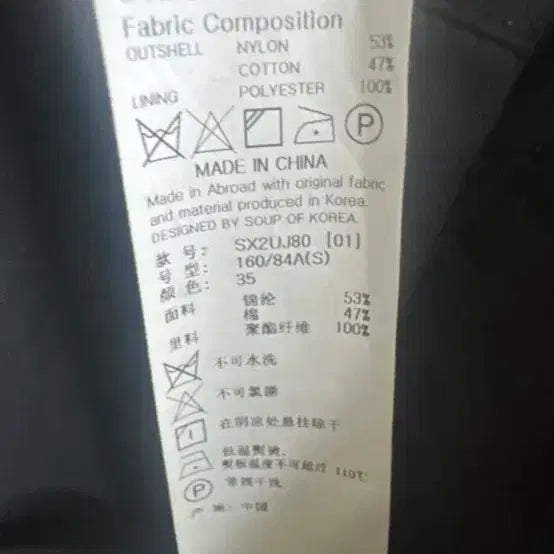 Fabric Composition
OUTSHELL NYLON 53%
COTTON 47%
LINING POLYESTER 100%
P
MADE IN CHINA
Made in Abroad with original fabric
and material produced in Korea.
DESIGNED BY SOUP OF KOREA.
款 号: SX2UJ80 [01]
号 型: 160/84A(S)
颜 色: 35
面料 锦纶 53%
棉 47%
里料 聚酯纤维 100%
不可水洗
不可氯漂
在阴凉处悬挂晾干
低温熨烫,
熨板温度不可超过 110℃
P 常规干洗
产 地: 中国